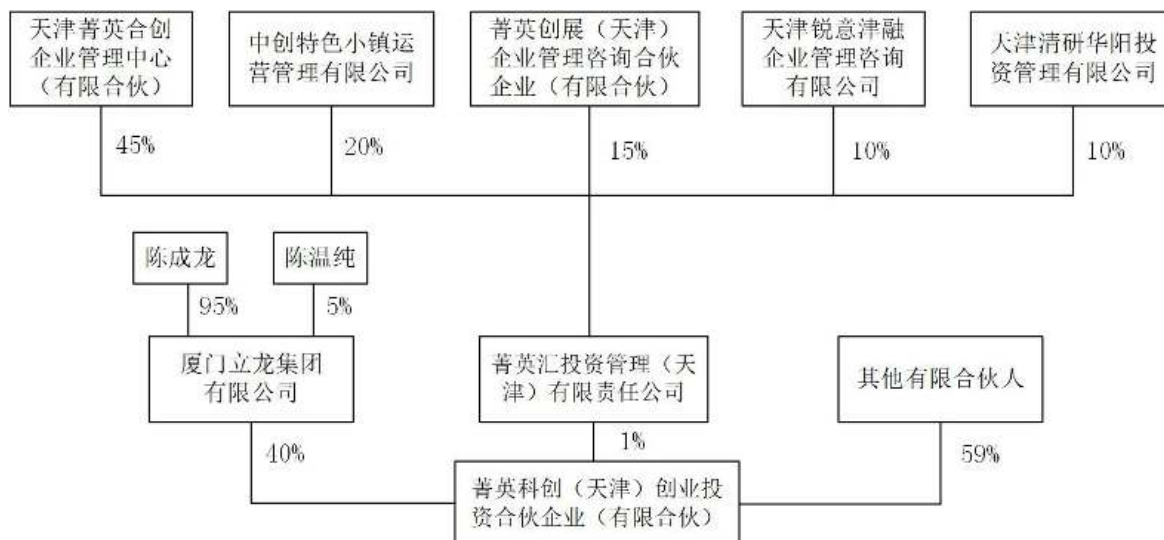 天津菁英合创
企业管理中心
（有限合伙）
中创特色小镇运
营管理有限公司
菁英创展（天津）
企业管理咨询合伙
企业（有限合伙）
天津锐意津融
企业管理咨询
有限公司
天津清研华阳投
资管理有限公司
45%
20%
15%
10%
10%
陈成龙
陈温纯
95%
5%
厦门立龙集团
有限公司
菁英汇投资管理（天
津）有限责任公司
其他有限合伙人
40%
1%
59%
菁英科创（天津）创业投
资合伙企业（有限合伙）